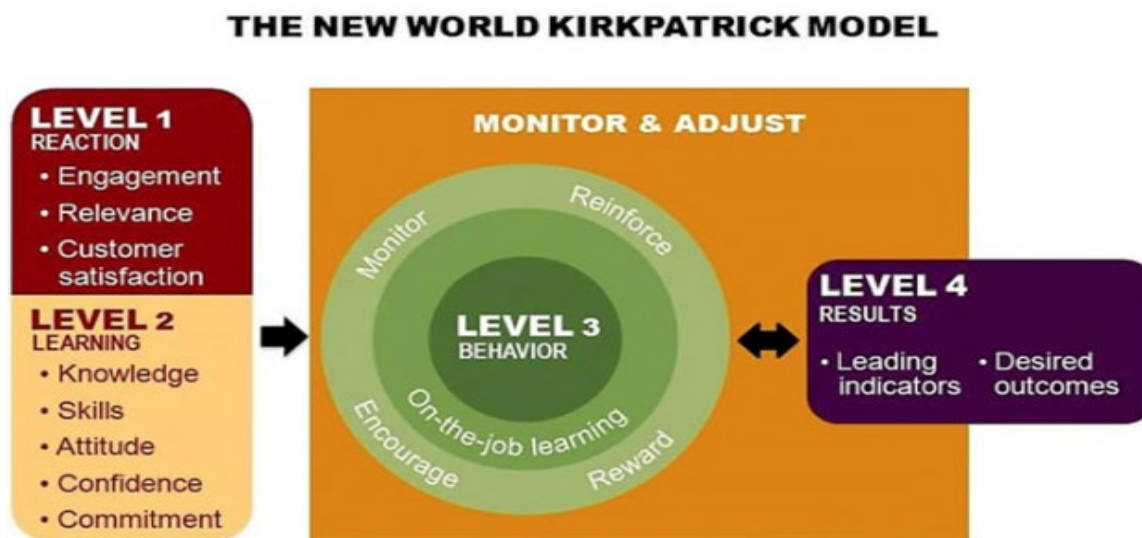 THE NEW WORLD KIRKPATRICK MODEL
LEVEL 1
REACTION
• Engagement
• Relevance
• Customer
satisfaction
LEVEL 2
LEARNING
• Knowledge
• Skills
• Attitude
• Confidence
• Commitment
MONITOR & ADJUST
Monitor
Reinforce
LEVEL 3
BEHAVIOR
On-the-job learning
Encourage
Reward
LEVEL 4
RESULTS
• Leading
indicators
• Desired
outcomes